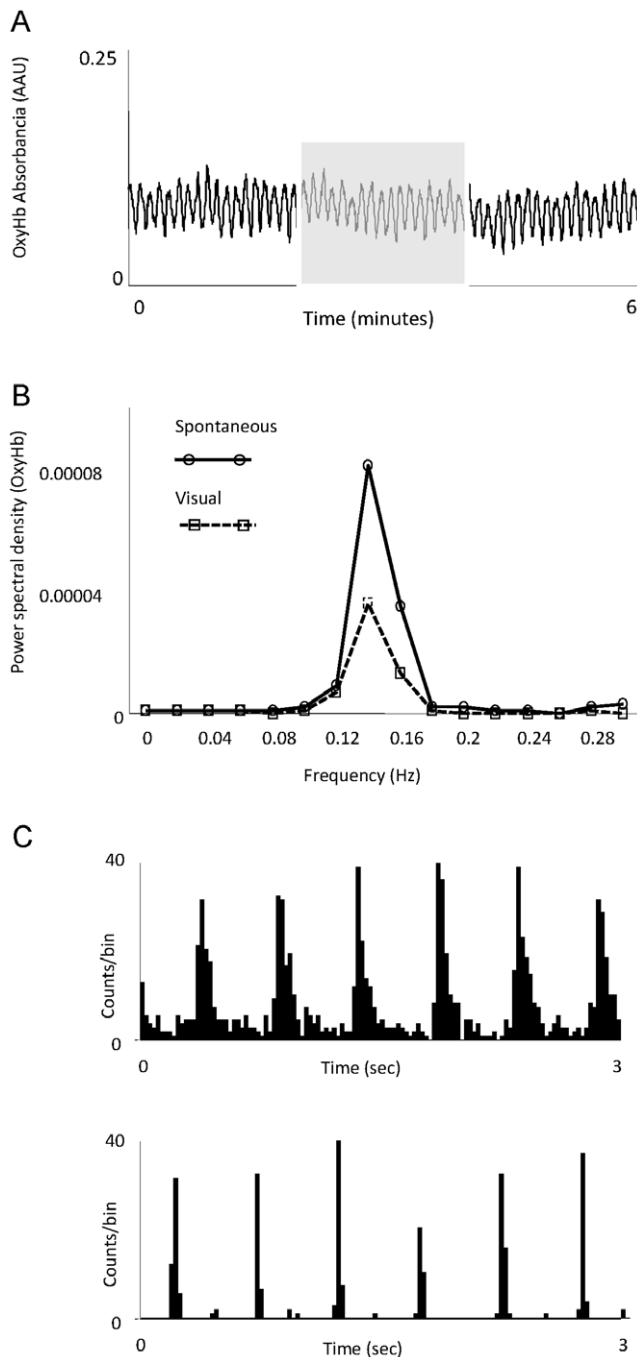 A
0.25
OxyHb Absorbancia (AAU)
0
0
6
Time (minutes)
B
Spontaneous
Visual
0.00008
0.00004
0
Power spectral density (OxyHb)
0 0.04 0.08 0.12 0.16 0.2 0.24 0.28
Frequency (Hz)
C
40
Counts/bin
0
0 Time (sec) 3
40
Counts/bin
0
0 Time (sec) 3